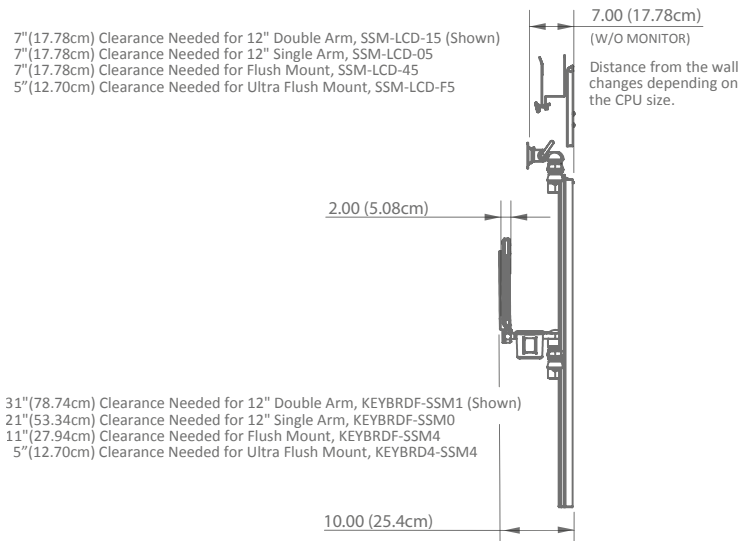 7"(17.78cm) Clearance Needed for 12" Double Arm, SSM-LCD-15 (Shown)
7"(17.78cm) Clearance Needed for 12" Single Arm, SSM-LCD-05
7"(17.78cm) Clearance Needed for Flush Mount, SSM-LCD-45
5”(12.70cm) Clearance Needed for Ultra Flush Mount, SSM-LCD-F5
7.00 (17.78cm)
(W/O MONITOR)
Distance from the wall
changes depending on
the CPU size.
2.00 (5.08cm)
31"(78.74cm) Clearance Needed for 12" Double Arm, KEYBRDF-SSM1 (Shown)
21"(53.34cm) Clearance Needed for 12" Single Arm, KEYBRDF-SSM0
11"(27.94cm) Clearance Needed for Flush Mount, KEYBRDF-SSM4
5”(12.70cm) Clearance Needed for Ultra Flush Mount, KEYBRD4-SSM4
10.00 (25.4cm)